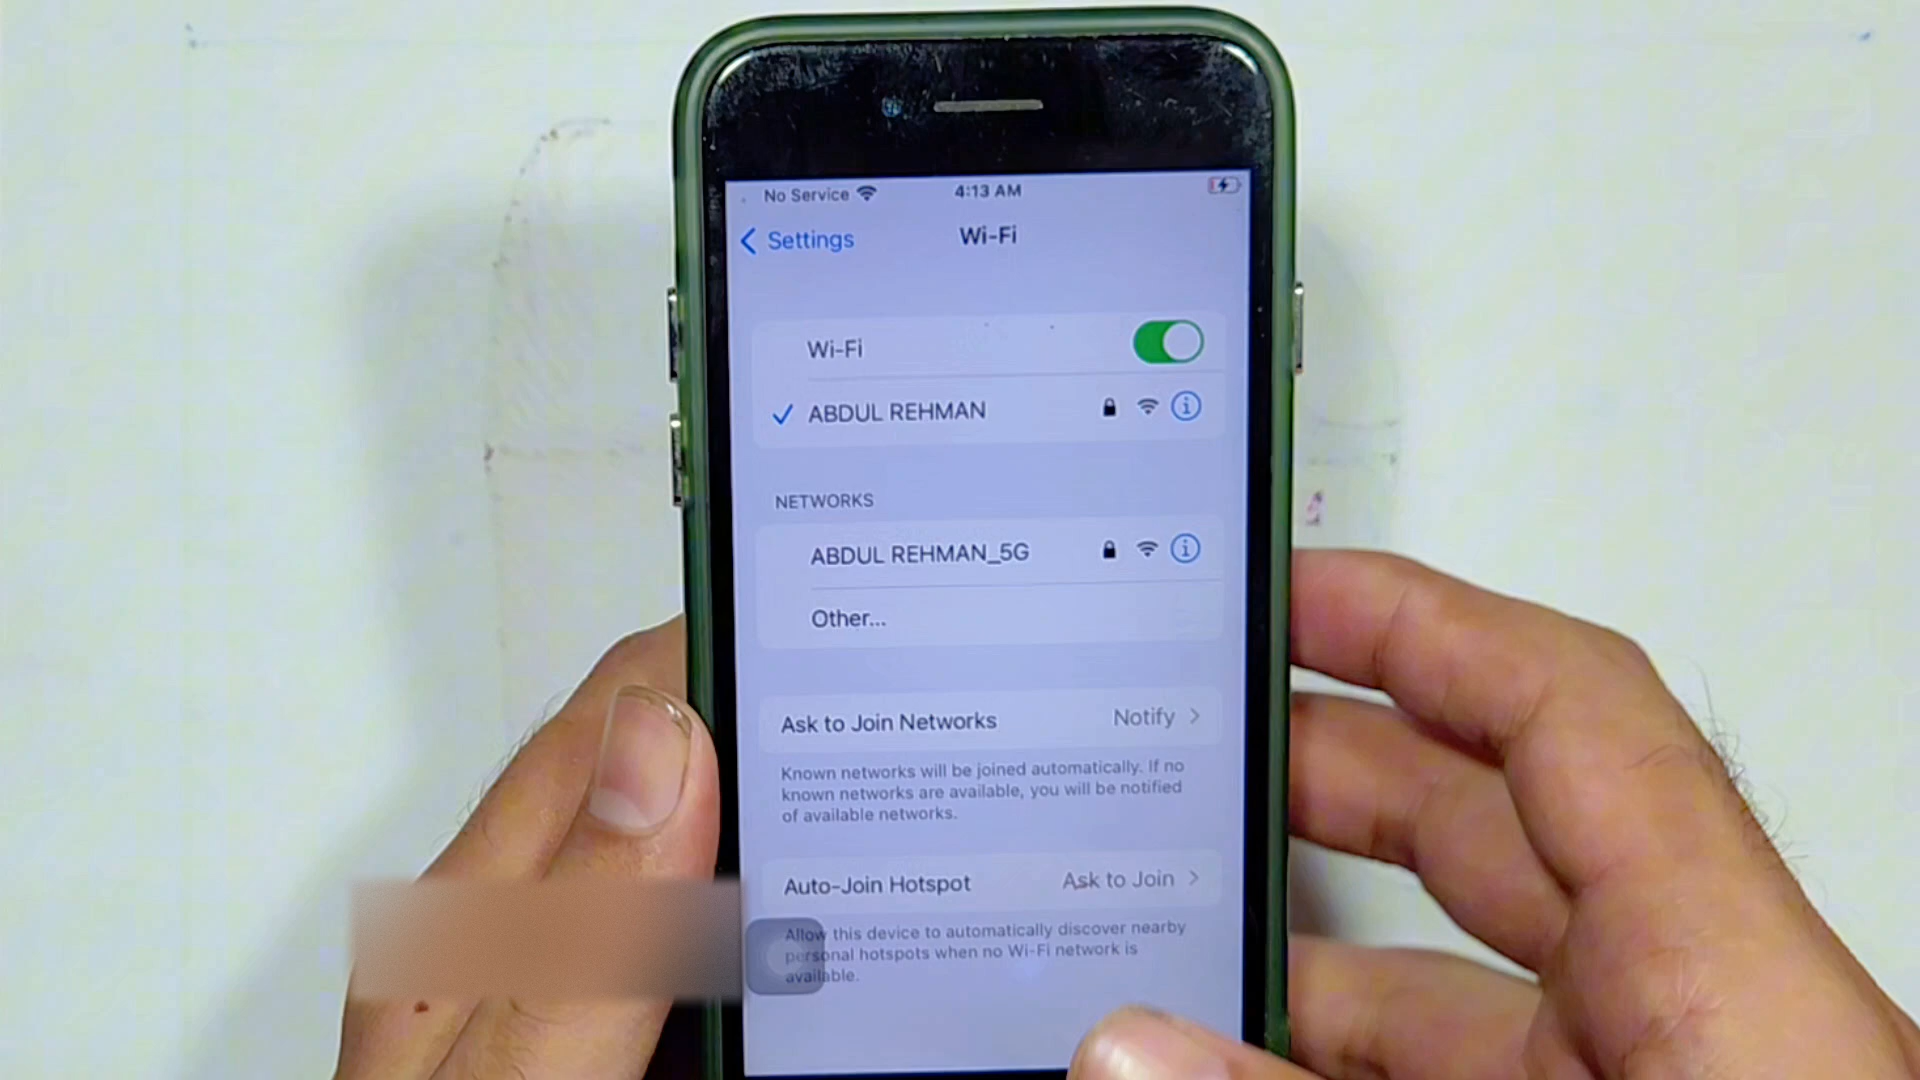 No Service 4:13 AM
Settings Wi-Fi
Wi-Fi
ABDUL REHMAN
NETWORKS
ABDUL REHMAN_5G
Other...
Ask to Join Networks Notify
Known networks will be joined automatically. If no
known networks are available, you will be notified
of available networks.
Auto-Join Hotspot Ask to Join
Allow this device to automatically discover nearby
personal hotspots when no Wi-Fi network is
available.